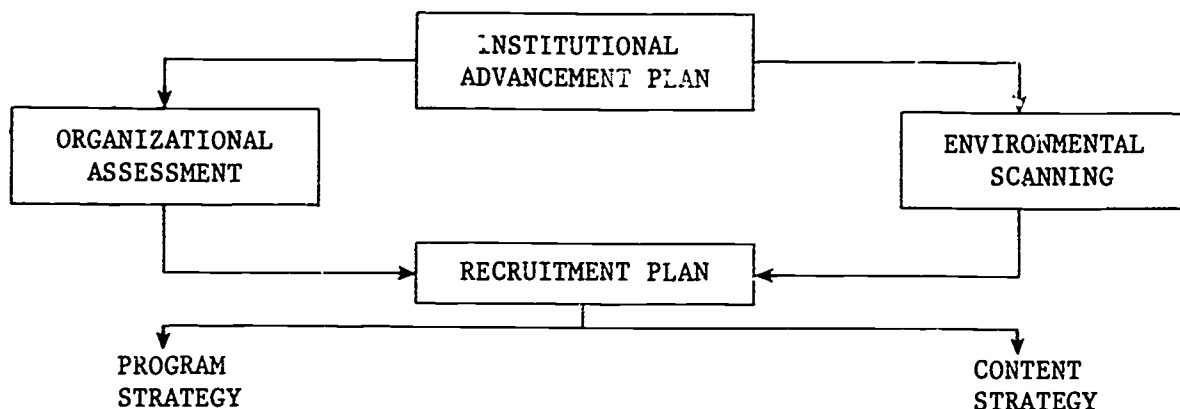 INSTITUTIONAL
ADVANCEMENT PLAN
ORGANIZATIONAL
ASSESSMENT
ENVIRONMENTAL
SCANNING
RECRUITMENT PLAN
PROGRAM
STRATEGY
CONTENT
STRATEGY